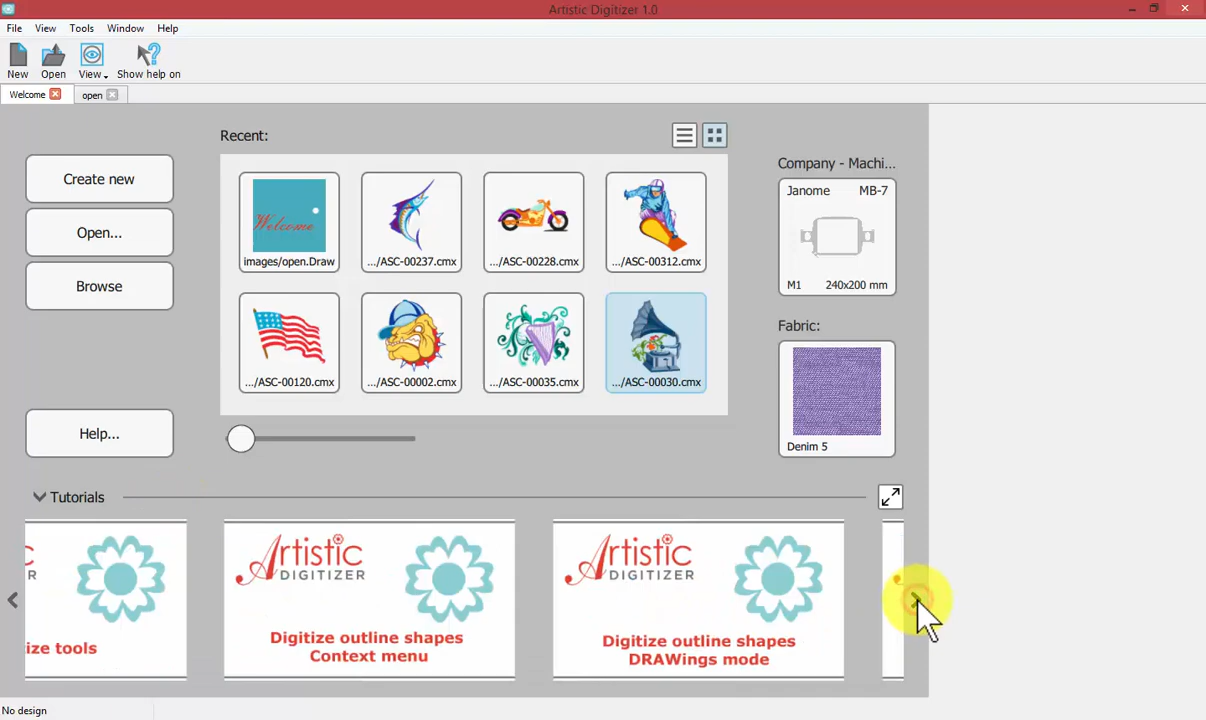 Artistic Digitizer 1.0
File View Tools Window Help
New Open View Show help on
Welcome open
Recent:
Create new
Open...
Browse
Help...
Welcome
images/open.Draw .../ASC-00237.cmx .../ASC-00228.cmx .../ASC-00312.cmx
.../ASC-00120.cmx .../ASC-00002.cmx .../ASC-00035.cmx .../ASC-00030.cmx
Company - Machi...
Janome MB-7
M1 240x200 mm
Fabric:
Denim 5
Tutorials
ize tools
Artistic
DIGITIZER
Digitize outline shapes
Context menu
Artistic
DIGITIZER
Digitize outline shapes
DRAWings mode
No design